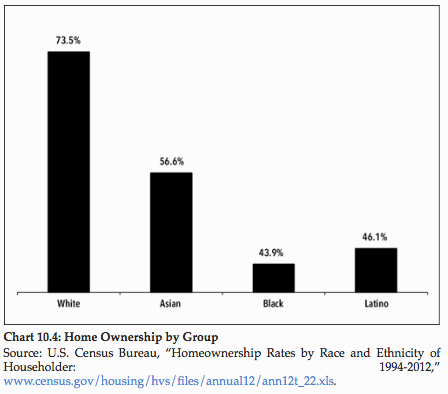 73.5%
56.6%
43.9%
46.1%
White Asian Black Latino
Chart 10.4: Home Ownership by Group
Source: U.S. Census Bureau, “Homeownership Rates by Race and Ethnicity of
Householder: 1994-2012,”
www.census.gov/housing/hvs/files/annual12/ann12t_22.xls.